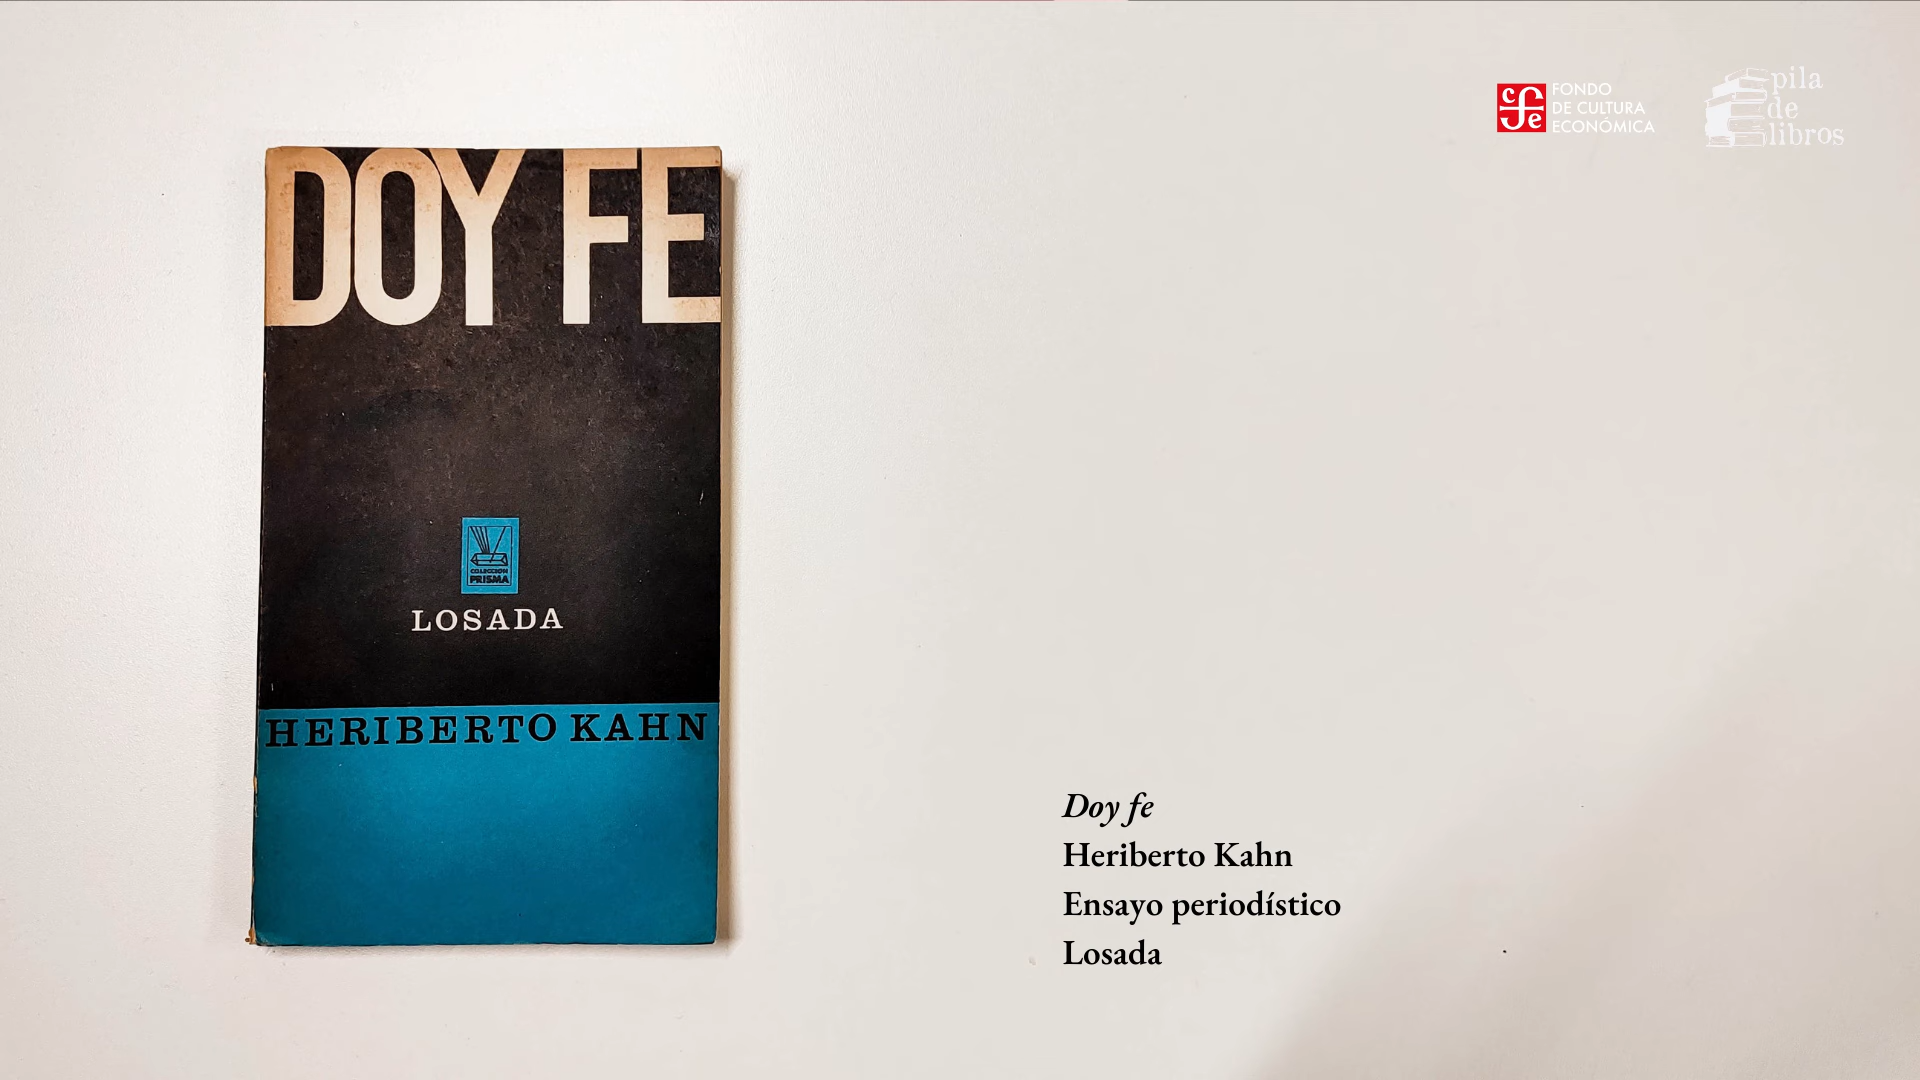 DOY FE
COLECCIÓN
PRISMA
LOSADA
HERIBERTO KAHN
cfe
FONDO
DE CULTURA
ECONÓMICA
pila
de
libros
Doy fe
Heriberto Kahn
Ensayo periodístico
Losada